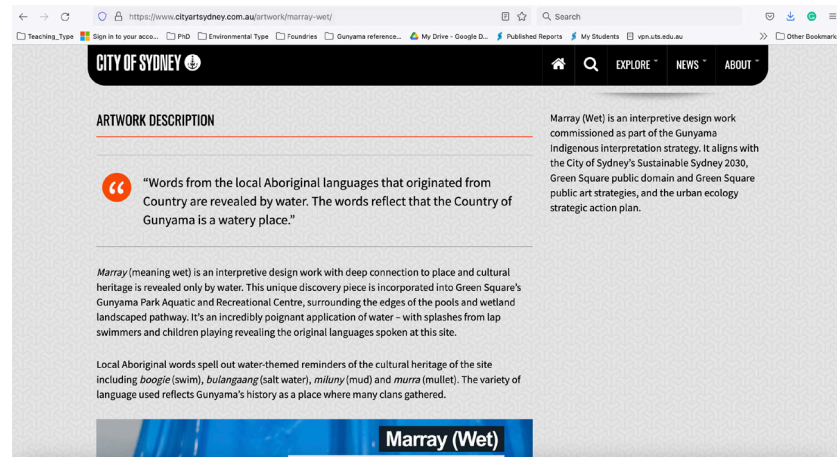 https://www.cityartsydney.com.au/artwork/marray-wet/
Search
Teaching_Type
Sign in to your acco...
PhD
Environmental Type
Foundries
Gunyama reference...
My Drive - Google D...
Published Reports
My Students
vpn.uts.edu.au
Other Bookmark
CITY OF SYDNEY
EXPLORE
NEWS
ABOUT
ARTWORK DESCRIPTION
“Words from the local Aboriginal languages that originated from
Country are revealed by water. The words reflect that the Country of
Gunyama is a watery place.”
Marray (meaning wet) is an interpretive design work with deep connection to place and cultural
heritage is revealed only by water. This unique discovery piece is incorporated into Green Square’s
Gunyama Park Aquatic and Recreational Centre, surrounding the edges of the pools and wetland
landscaped pathway. It’s an incredibly poignant application of water – with splashes from lap
swimmers and children playing revealing the original languages spoken at this site.
Local Aboriginal words spell out water-themed reminders of the cultural heritage of the site
including boogie (swim), bulangaang (salt water), miluny (mud) and murra (mullet). The variety of
language used reflects Gunyama’s history as a place where many clans gathered.
Marray (Wet)
Marray (Wet) is an interpretive design work
commissioned as part of the Gunyama
Indigenous interpretation strategy. It aligns with
the City of Sydney’s Sustainable Sydney 2030,
Green Square public domain and Green Square
public art strategies, and the urban ecology
strategic action plan.